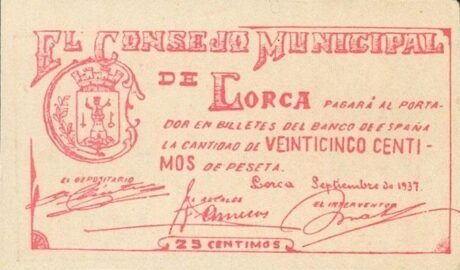 EL CONSEJO MUNICIPAL
DE LORCA PAGARÁ AL PORTA-
DOR EN BILLETES DEL BANCO DE ESPAÑA
LA CANTIDAD DE VEINTICINCO CENTI-
MOS DE PESETA.
Lorca Septiembre de 1937.
EL DEPOSITARIO
EL ALCALDE
EL INTERVENTOR
25 CENTIMOS